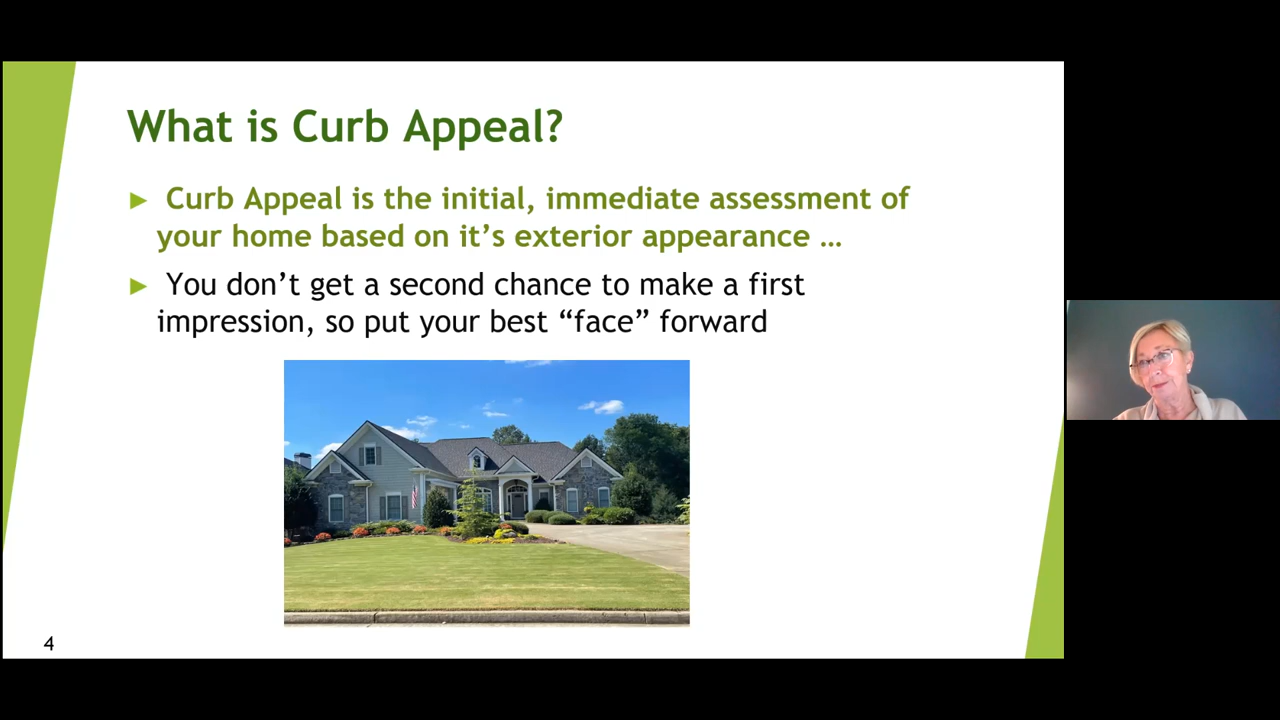 What is Curb Appeal?
► Curb Appeal is the initial, immediate assessment of
your home based on it’s exterior appearance …
► You don’t get a second chance to make a first
impression, so put your best “face” forward
4